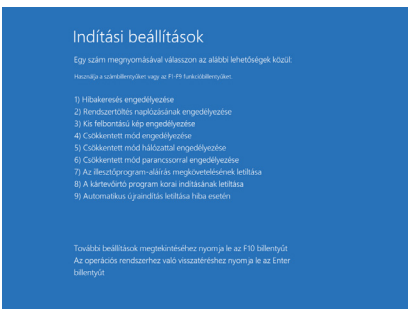 Indítási beállítások
Egy szám megnyomásával válasszon az alábbi lehetőségek közül:
Használja a számbillentyűket vagy az F1-F9 funkcióbillentyűket.
1) Hibakeresés engedélyezése
2) Rendszertöltés naplózásának engedélyezése
3) Kis felbontású kép engedélyezése
4) Csökkentett mód engedélyezése
5) Csökkentett mód hálózattal engedélyezése
6) Csökkentett mód parancssorral engedélyezése
7) Az illesztőprogram-aláírás megkövetelésének letiltása
8) A kártevőirtó program korai indításának letiltása
9) Automatikus újraindítás letiltása hiba esetén
További beállítások megtekintéséhez nyomja le az F10 billentyűt
Az operációs rendszerhez való visszatéréshez nyomja le az Enter
billentyűt